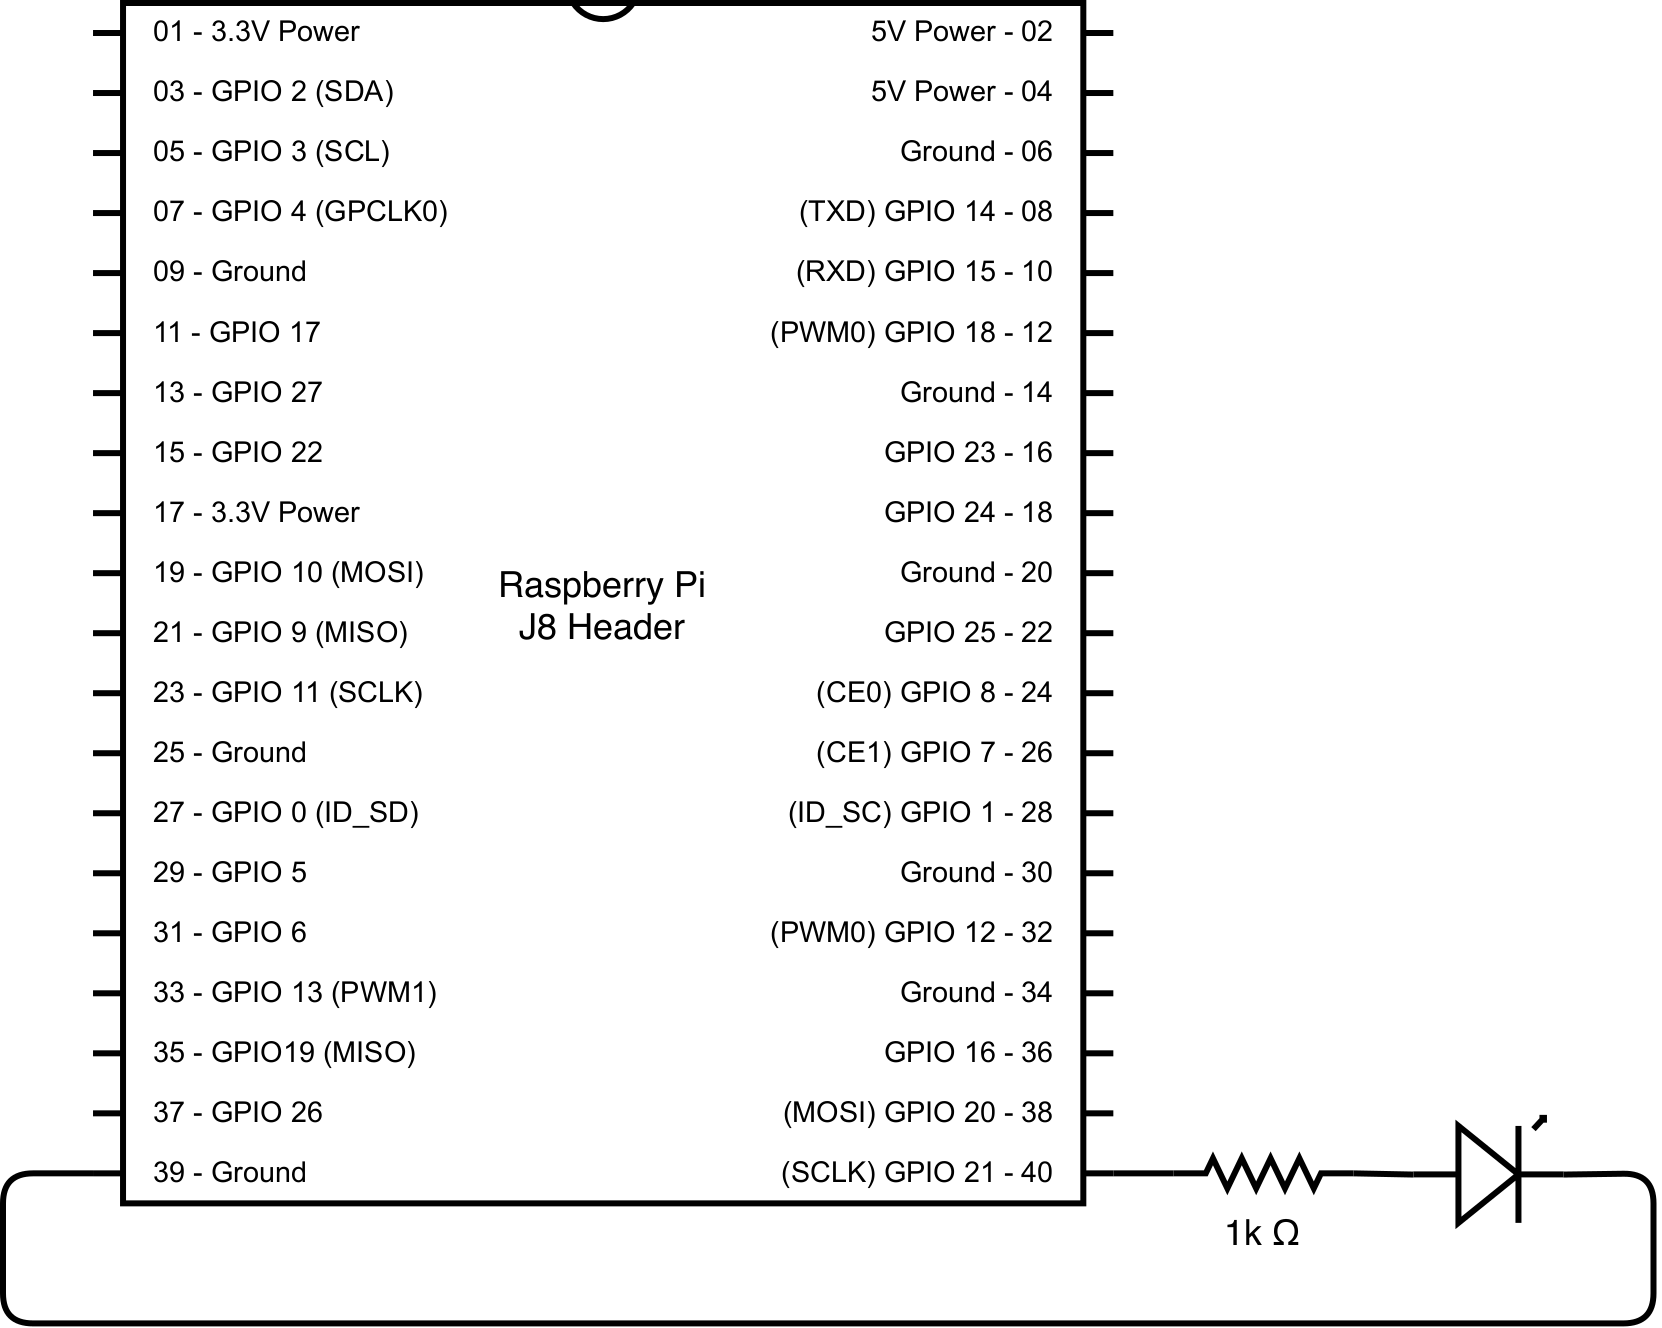 01 - 3.3V Power
5V Power - 02
03 - GPIO 2 (SDA)
5V Power - 04
05 - GPIO 3 (SCL)
Ground - 06
07 - GPIO 4 (GPCLK0)
(TXD) GPIO 14 - 08
09 - Ground
(RXD) GPIO 15 - 10
11 - GPIO 17
(PWM0) GPIO 18 - 12
13 - GPIO 27
Ground - 14
15 - GPIO 22
GPIO 23 - 16
17 - 3.3V Power
GPIO 24 - 18
19 - GPIO 10 (MOSI)
Ground - 20
Raspberry Pi
J8 Header
21 - GPIO 9 (MISO)
GPIO 25 - 22
23 - GPIO 11 (SCLK)
(CE0) GPIO 8 - 24
25 - Ground
(CE1) GPIO 7 - 26
27 - GPIO 0 (ID_SD)
(ID_SC) GPIO 1 - 28
29 - GPIO 5
Ground - 30
31 - GPIO 6
(PWM0) GPIO 12 - 32
33 - GPIO 13 (PWM1)
Ground - 34
35 - GPIO19 (MISO)
GPIO 16 - 36
37 - GPIO 26
(MOSI) GPIO 20 - 38
39 - Ground
(SCLK) GPIO 21 - 40
1k Ω